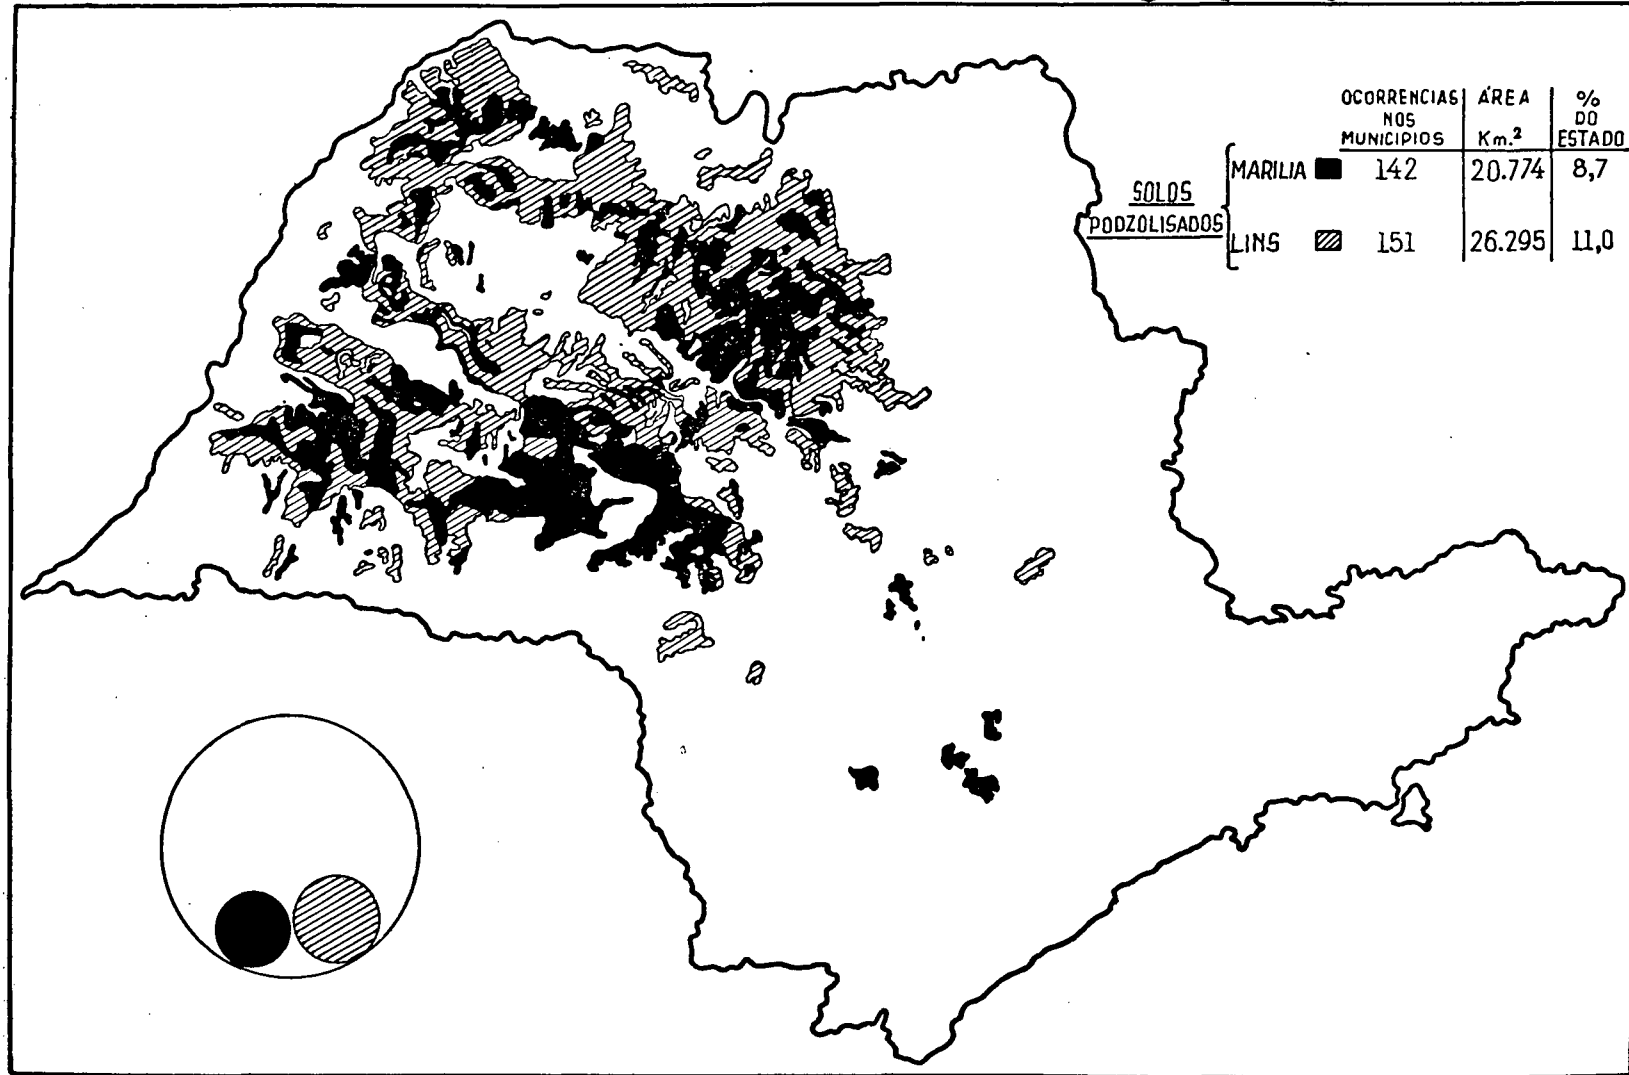 OCORRENCIAS NOS MUNICIPIOS ÁREA Km.² % DO ESTADO
SOLOS PODZOLISADOS
MARILIA 142 20.774 8,7
LINS 151 26.295 11,0